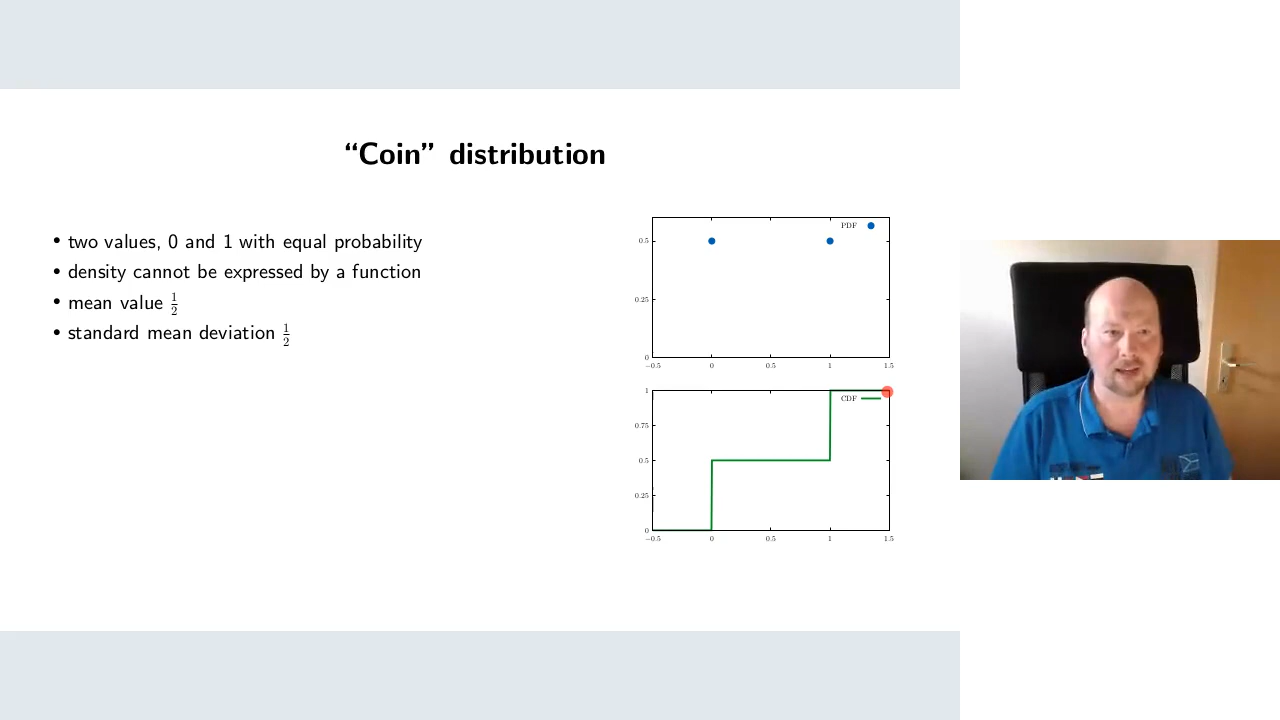 “Coin” distribution
• two values, 0 and 1 with equal probability
• density cannot be expressed by a function
• mean value 1/2
• standard mean deviation 1/2
PDF
0.5
0.25
0
−0.5 0 0.5 1 1.5
CDF
1
0.75
0.5
0.25
0
−0.5 0 0.5 1 1.5